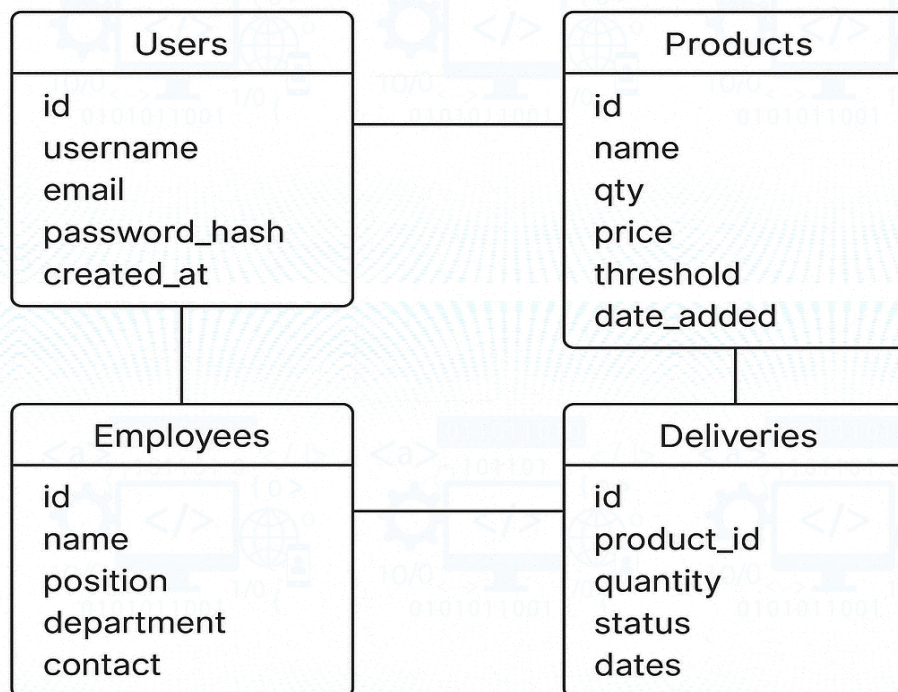 Users
id
username
email
password_hash
created_at
Products
id
name
qty
price
threshold
date_added
Employees
id
name
position
department
contact
Deliveries
id
product_id
quantity
status
dates